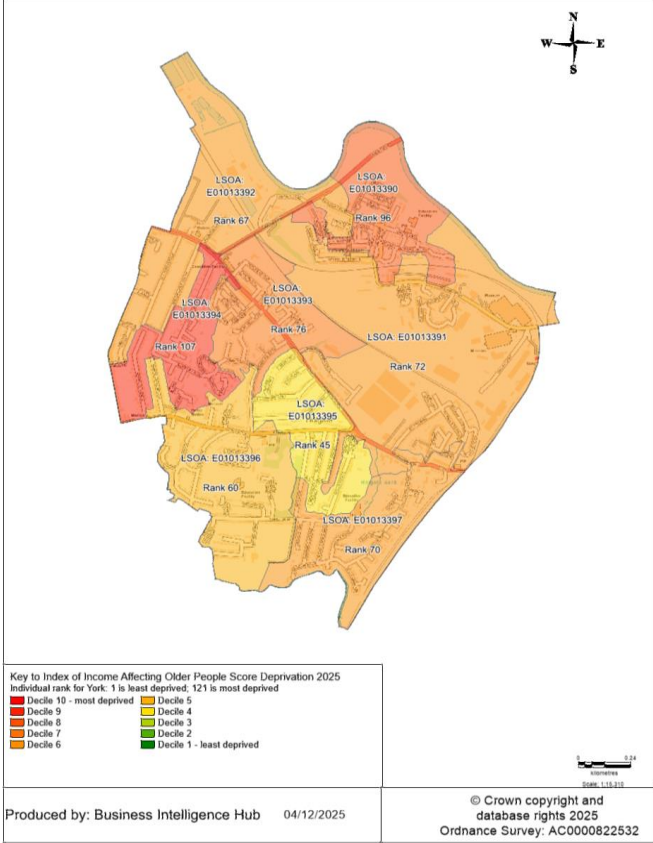 N
W E
S
LSOA:
E01013392
Rank 67
LSOA:
E01013390
Rank 96
LSOA:
E01013393
Rank 76
LSOA:
E01013394
Rank 107
LSOA: E01013391
Rank 72
LSOA:
E01013395
Rank 45
LSOA: E01013396
Rank 60
LSOA: E01013397
Rank 70
Key to Index of Income Affecting Older People Score Deprivation 2025
Individual rank for York: 1 is least deprived; 121 is most deprived
Decile 10 - most deprived
Decile 9
Decile 8
Decile 7
Decile 6
Decile 5
Decile 4
Decile 3
Decile 2
Decile 1 - least deprived
0 0.24
kilometres
Produced by: Business Intelligence Hub 04/12/2025
© Crown copyright and
database rights 2025
Ordnance Survey: AC0000822532